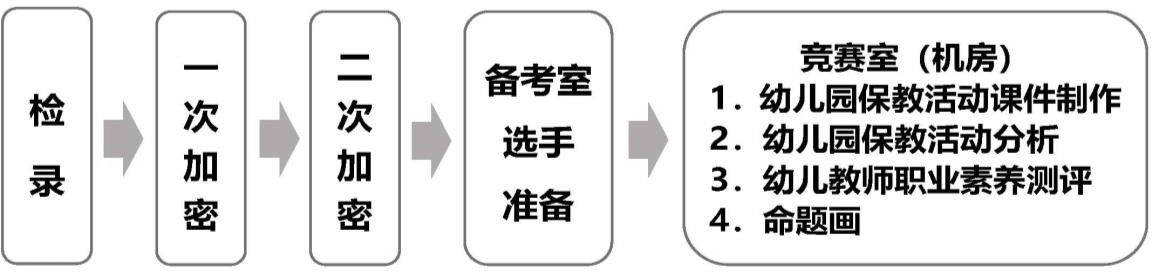 检
录
一
次
加
密
二
次
加
密
备考室
选手
准备
竞赛室（机房）
1．幼儿园保教活动课件制作
2．幼儿园保教活动分析
3．幼儿教师职业素养测评
4．命题画